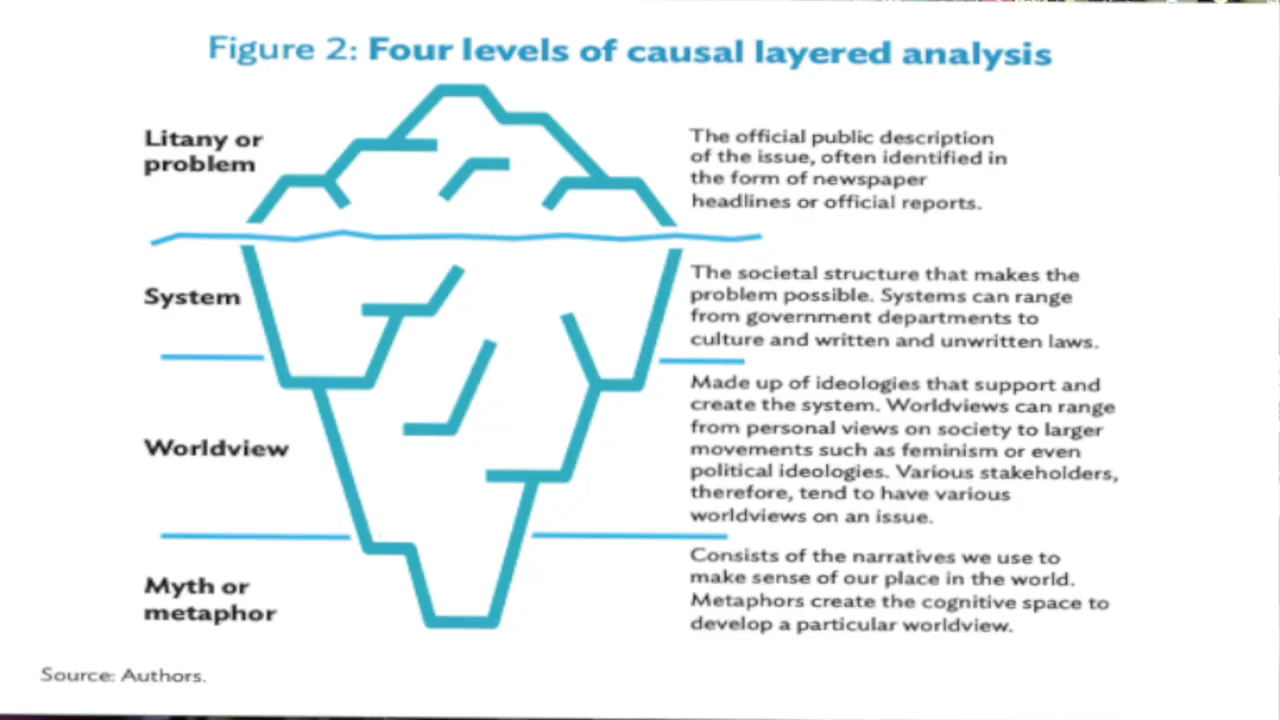 Figure 2: Four levels of causal layered analysis
Litany or
problem
The official public description
of the issue, often identified in
the form of newspaper
headlines or official reports.
System
The societal structure that makes the
problem possible. Systems can range
from government departments to
culture and written and unwritten laws.
Worldview
Made up of ideologies that support and
create the system. Worldviews can range
from personal views on society to larger
movements such as feminism or even
political ideologies. Various stakeholders,
therefore, tend to have various
worldviews on an issue.
Myth or
metaphor
Consists of the narratives we use to
make sense of our place in the world.
Metaphors create the cognitive space to
develop a particular worldview.
Source: Authors.